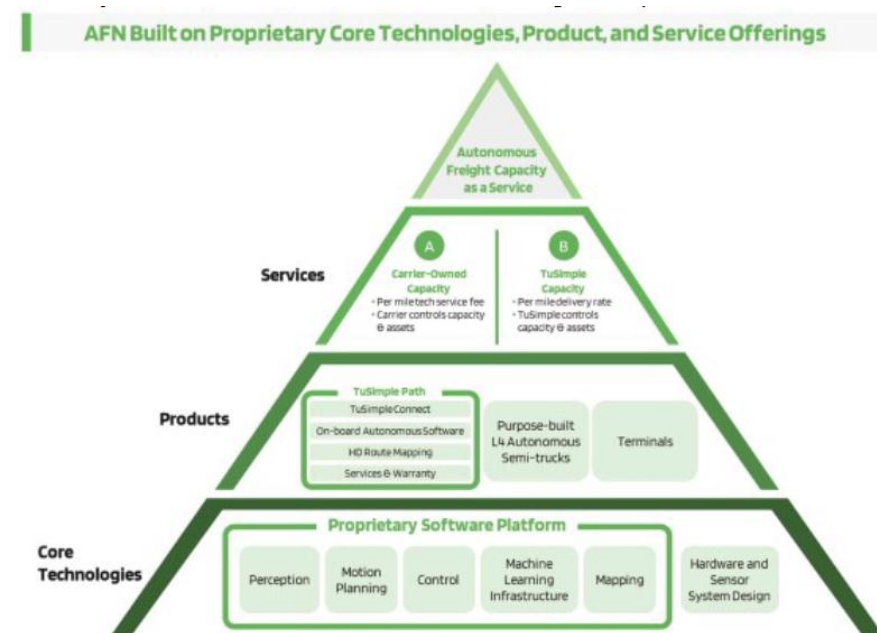 AFN Built on Proprietary Core Technologies, Product, and Service Offerings
Autonomous
Freight Capacity
as a Service
Services
A
Carrier-Owned
Capacity
• Per mile tech service fee
• Carrier controls capacity
& assets
B
TuSimple
Capacity
• Per mile delivery rate
• TuSimple controls
capacity & assets
Products
TuSimple Path
TuSimple Connect
On-board Autonomous Software
HD Route Mapping
Services & Warranty
Purpose-built
L4 Autonomous
Semi-trucks
Terminals
Core
Technologies
Proprietary Software Platform
Perception
Motion
Planning
Control
Machine
Learning
Infrastructure
Mapping
Hardware and
Sensor
System Design